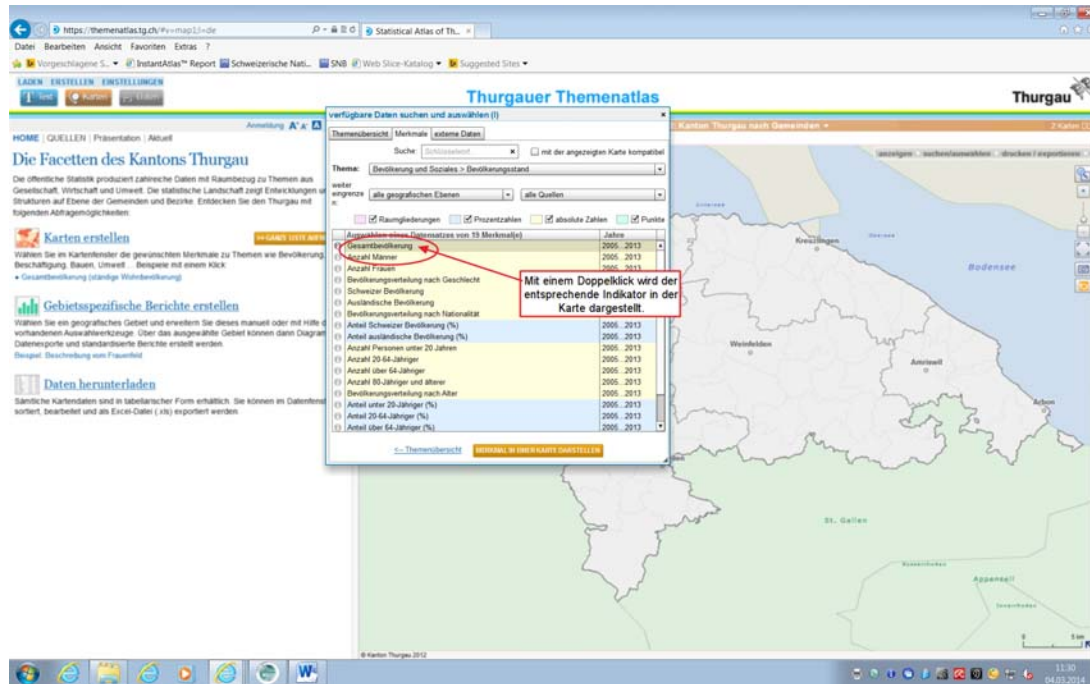 https://themenatlas.tg.ch/#v=map1;l=de
Statistical Atlas of Th...
Datei Bearbeiten Ansicht Favoriten Extras ?
Vorgeschlagene S... InstantAtlas™ Report Schweizerische Nati... SNB Web Slice-Katalog Suggested Sites
LADEN ERSTELLEN EINSTELLUNGEN
Text Karten Daten
Thurgauer Themenatlas
Thurgau
Anmeldung A A A
HOME | QUELLEN | Präsentation | Aktuell
Die Facetten des Kantons Thurgau
Die öffentliche Statistik produziert zahlreiche Daten mit Raumbezug zu Themen aus
Gesellschaft, Wirtschaft und Umwelt. Die statistische Landschaft zeigt Entwicklungen u
Strukturen auf Ebene der Gemeinden und Bezirke. Entdecken Sie den Thurgau mit
folgenden Abfragemöglichkeiten:
Karten erstellen
Wählen Sie im Kartenfenster die gewünschten Merkmale zu Themen wie Bevölkerung,
Beschäftigung, Bauen, Umwelt ... Beispiele mit einem Klick:
Gesamtbevölkerung (ständige Wohnbevölkerung)
Gebietsspezifische Berichte erstellen
Wählen Sie ein geografisches Gebiet und erweitern Sie dieses manuell oder mit Hilfe d
vorhandenen Auswahlwerkzeuge. Über das ausgewählte Gebiet können dann Diagram
Datenexporte und standardisierte Berichte erstellt werden.
Beispiel: Beschreibung von Frauenfeld
Daten herunterladen
Sämtliche Kartendaten sind in tabellarischer Form erhältlich. Sie können im Datenfenst
sortiert, bearbeitet und als Excel-Datei (.xls) exportiert werden.
verfügbare Daten suchen und auswählen (I)
Themenübersicht Merkmale externe Daten
Suche: Schlüsselwort mit der angezeigten Karte kompatibel
Thema: Bevölkerung und Soziales > Bevölkerungsstand
weiter
eingrenze alle geografischen Ebenen alle Quellen
n:
Raumgliederungen Prozentzahlen absolute Zahlen Punkte
Auswählen eines Datensatzes von 19 Merkmal(e) Jahre
Gesamtbevölkerung 2005...2013
Anzahl Männer 2005...2013
Anzahl Frauen
Bevölkerungsverteilung nach Geschlecht
Schweizer Bevölkerung
Ausländische Bevölkerung
Bevölkerungsverteilung nach Nationalität
Anteil Schweizer Bevölkerung (%) 2005...2013
Anteil ausländische Bevölkerung (%) 2005...2013
Anzahl Personen unter 20 Jahren 2005...2013
Anzahl 20-64-Jähriger 2005...2013
Anzahl über 64-Jähriger 2005...2013
Anzahl 80-Jähriger und älterer 2005...2013
Bevölkerungsverteilung nach Alter 2005...2013
Anteil unter 20-Jähriger (%) 2005...2013
Anteil 20-64-Jähriger (%) 2005...2013
Anteil über 64-Jähriger (%) 2005...2013
<-- Themenübersicht MERKMAL IN EINER KARTE DARSTELLEN
Mit einem Doppelklick wird der
entsprechende Indikator in der
Karte dargestellt.
Kanton Thurgau nach Gemeinden
2 Karten
anzeigen suchen/auswählen drucken / exportieren
Kreuzlingen
Bodensee
Weinfelden
Amriswil
Arbon
St. Gallen
Appenzell
5 km
© Kanton Thurgau 2012
11:30
04.03.2014